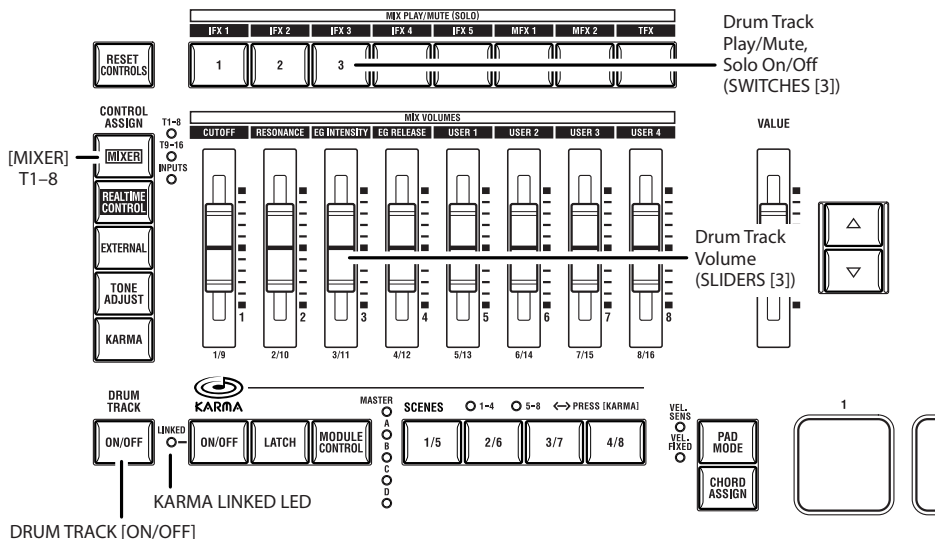 MIX PLAY/MUTE (SOLO)
IFX 1 IFX 2 IFX 3 IFX 4 IFX 5 MFX 1 MFX 2 TFX
RESET CONTROLS
1 2 3
Drum Track
Play/Mute,
Solo On/Off
(SWITCHES [3])
CONTROL ASSIGN
T1-8
T9-16
INPUTS
MIX VOLUMES
CUTOFF RESONANCE EG INTENSITY EG RELEASE USER 1 USER 2 USER 3 USER 4
VALUE
[MIXER]
T1–8
MIXER
REALTIME CONTROL
EXTERNAL
TONE ADJUST
KARMA
Drum Track
Volume
(SLIDERS [3])
1 2 3 4 5 6 7 8
1/9 2/10 3/11 4/12 5/13 6/14 7/15 8/16
DRUM TRACK
KARMA
MASTER
A
B
C
D
SCENES 1-4 5-8 <-> PRESS [KARMA]
VEL. SENS
VEL. FIXED
1
ON/OFF
LINKED
ON/OFF LATCH MODULE CONTROL
1/5 2/6 3/7 4/8
PAD MODE
CHORD ASSIGN
KARMA LINKED LED
DRUM TRACK [ON/OFF]